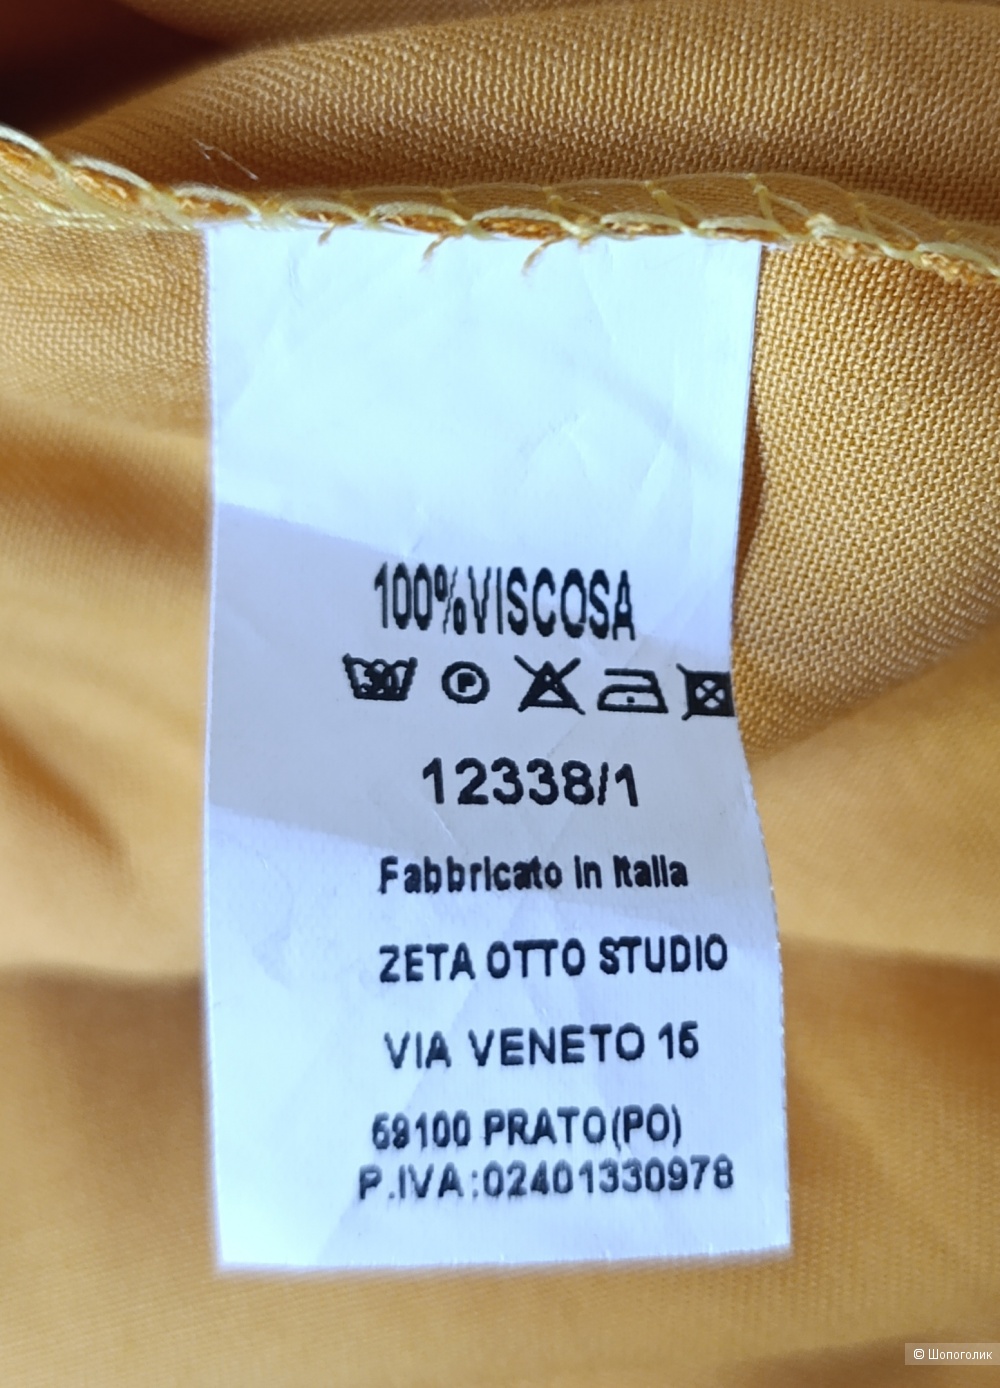 100%VISCOSA
30 P
12338/1
Fabbricato in Italia
ZETA OTTO STUDIO
VIA VENETO 15
59100 PRATO(PO)
P.IVA:02401330978
© Шопоголик